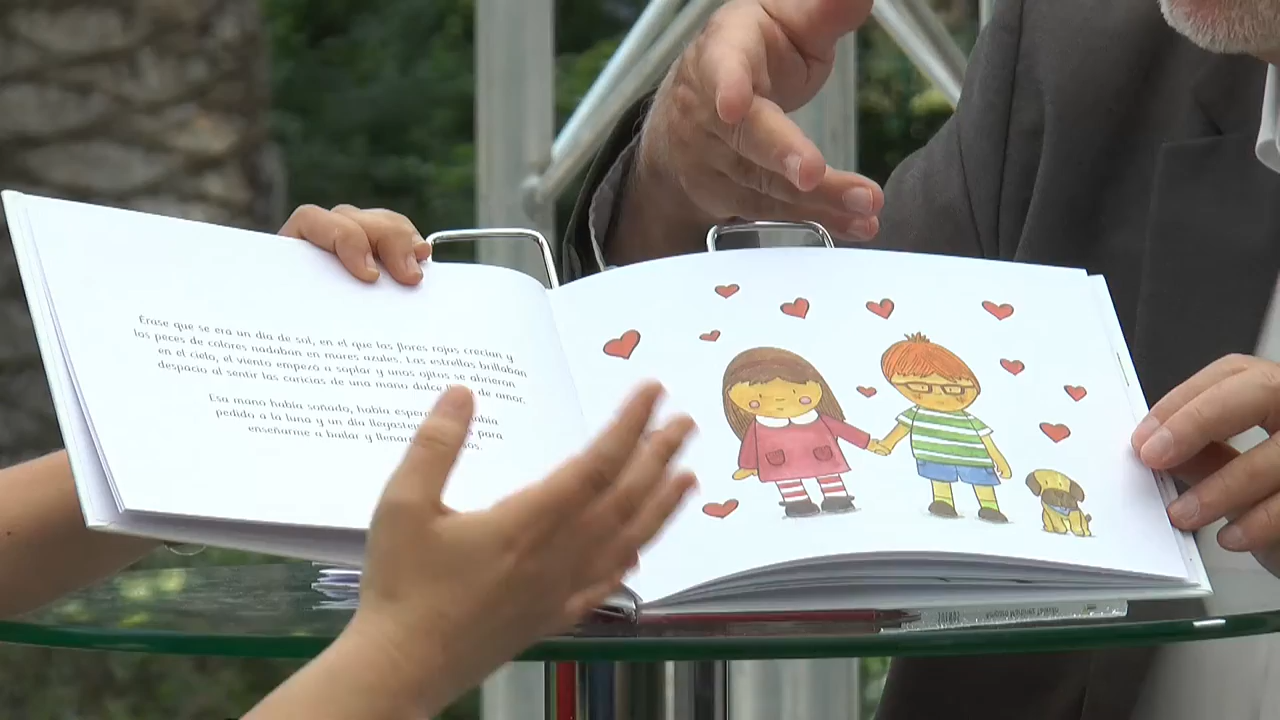 Érase que se era un día de sol, en el que las flores rojas crecían y
los peces de colores nadaban en mares azules. Las estrellas brillaban
en el cielo, el viento empezó a soplar y unos ojitos se abrieron
despacio al sentir las caricias de una mano dulce de amor.
Esa mano había soñado, había
pedido a la luna y un día para
enseñarme a bailar y